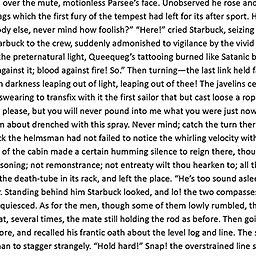 over the mute, motionless Parsee's face. Unobserved he rose and
ags which the first fury of the tempest had left for its after sport. H
ody else, never mind how foolish?” “Here!” cried Starbuck, seizing
arbuck to the crew, suddenly admonished to vigilance by the vivid
the preternatural light, Queequeg's tattooing burned like Satanic b
against it; blood against fire! So.” Then turning—the last link held fa
n darkness leaping out of light, leaping out of thee! The javelins ce
swearing to transfix with it the first sailor that but cast loose a rop
please, but you will never pound into me what you were just now
m about drenched with this spray. Never mind; catch the turn ther
ck the helmsman had not failed to notice the whirling velocity with
of the cabin made a certain humming silence to reign there, thou
soning; not remonstrance; not entreaty wilt thou hearken to; all th
the death-tube in its rack, and left the place. “He's too sound aslee
. Standing behind him Starbuck looked, and lo! the two compasses
quiesced. As for the men, though some of them lowly rumbled, th
at, several times, the mate still holding the rod as before. Then goi
ore, and recalled his frantic oath about the level log and line. The s
an to stagger strangely. “Hold hard!” Snap! the overstrained line s